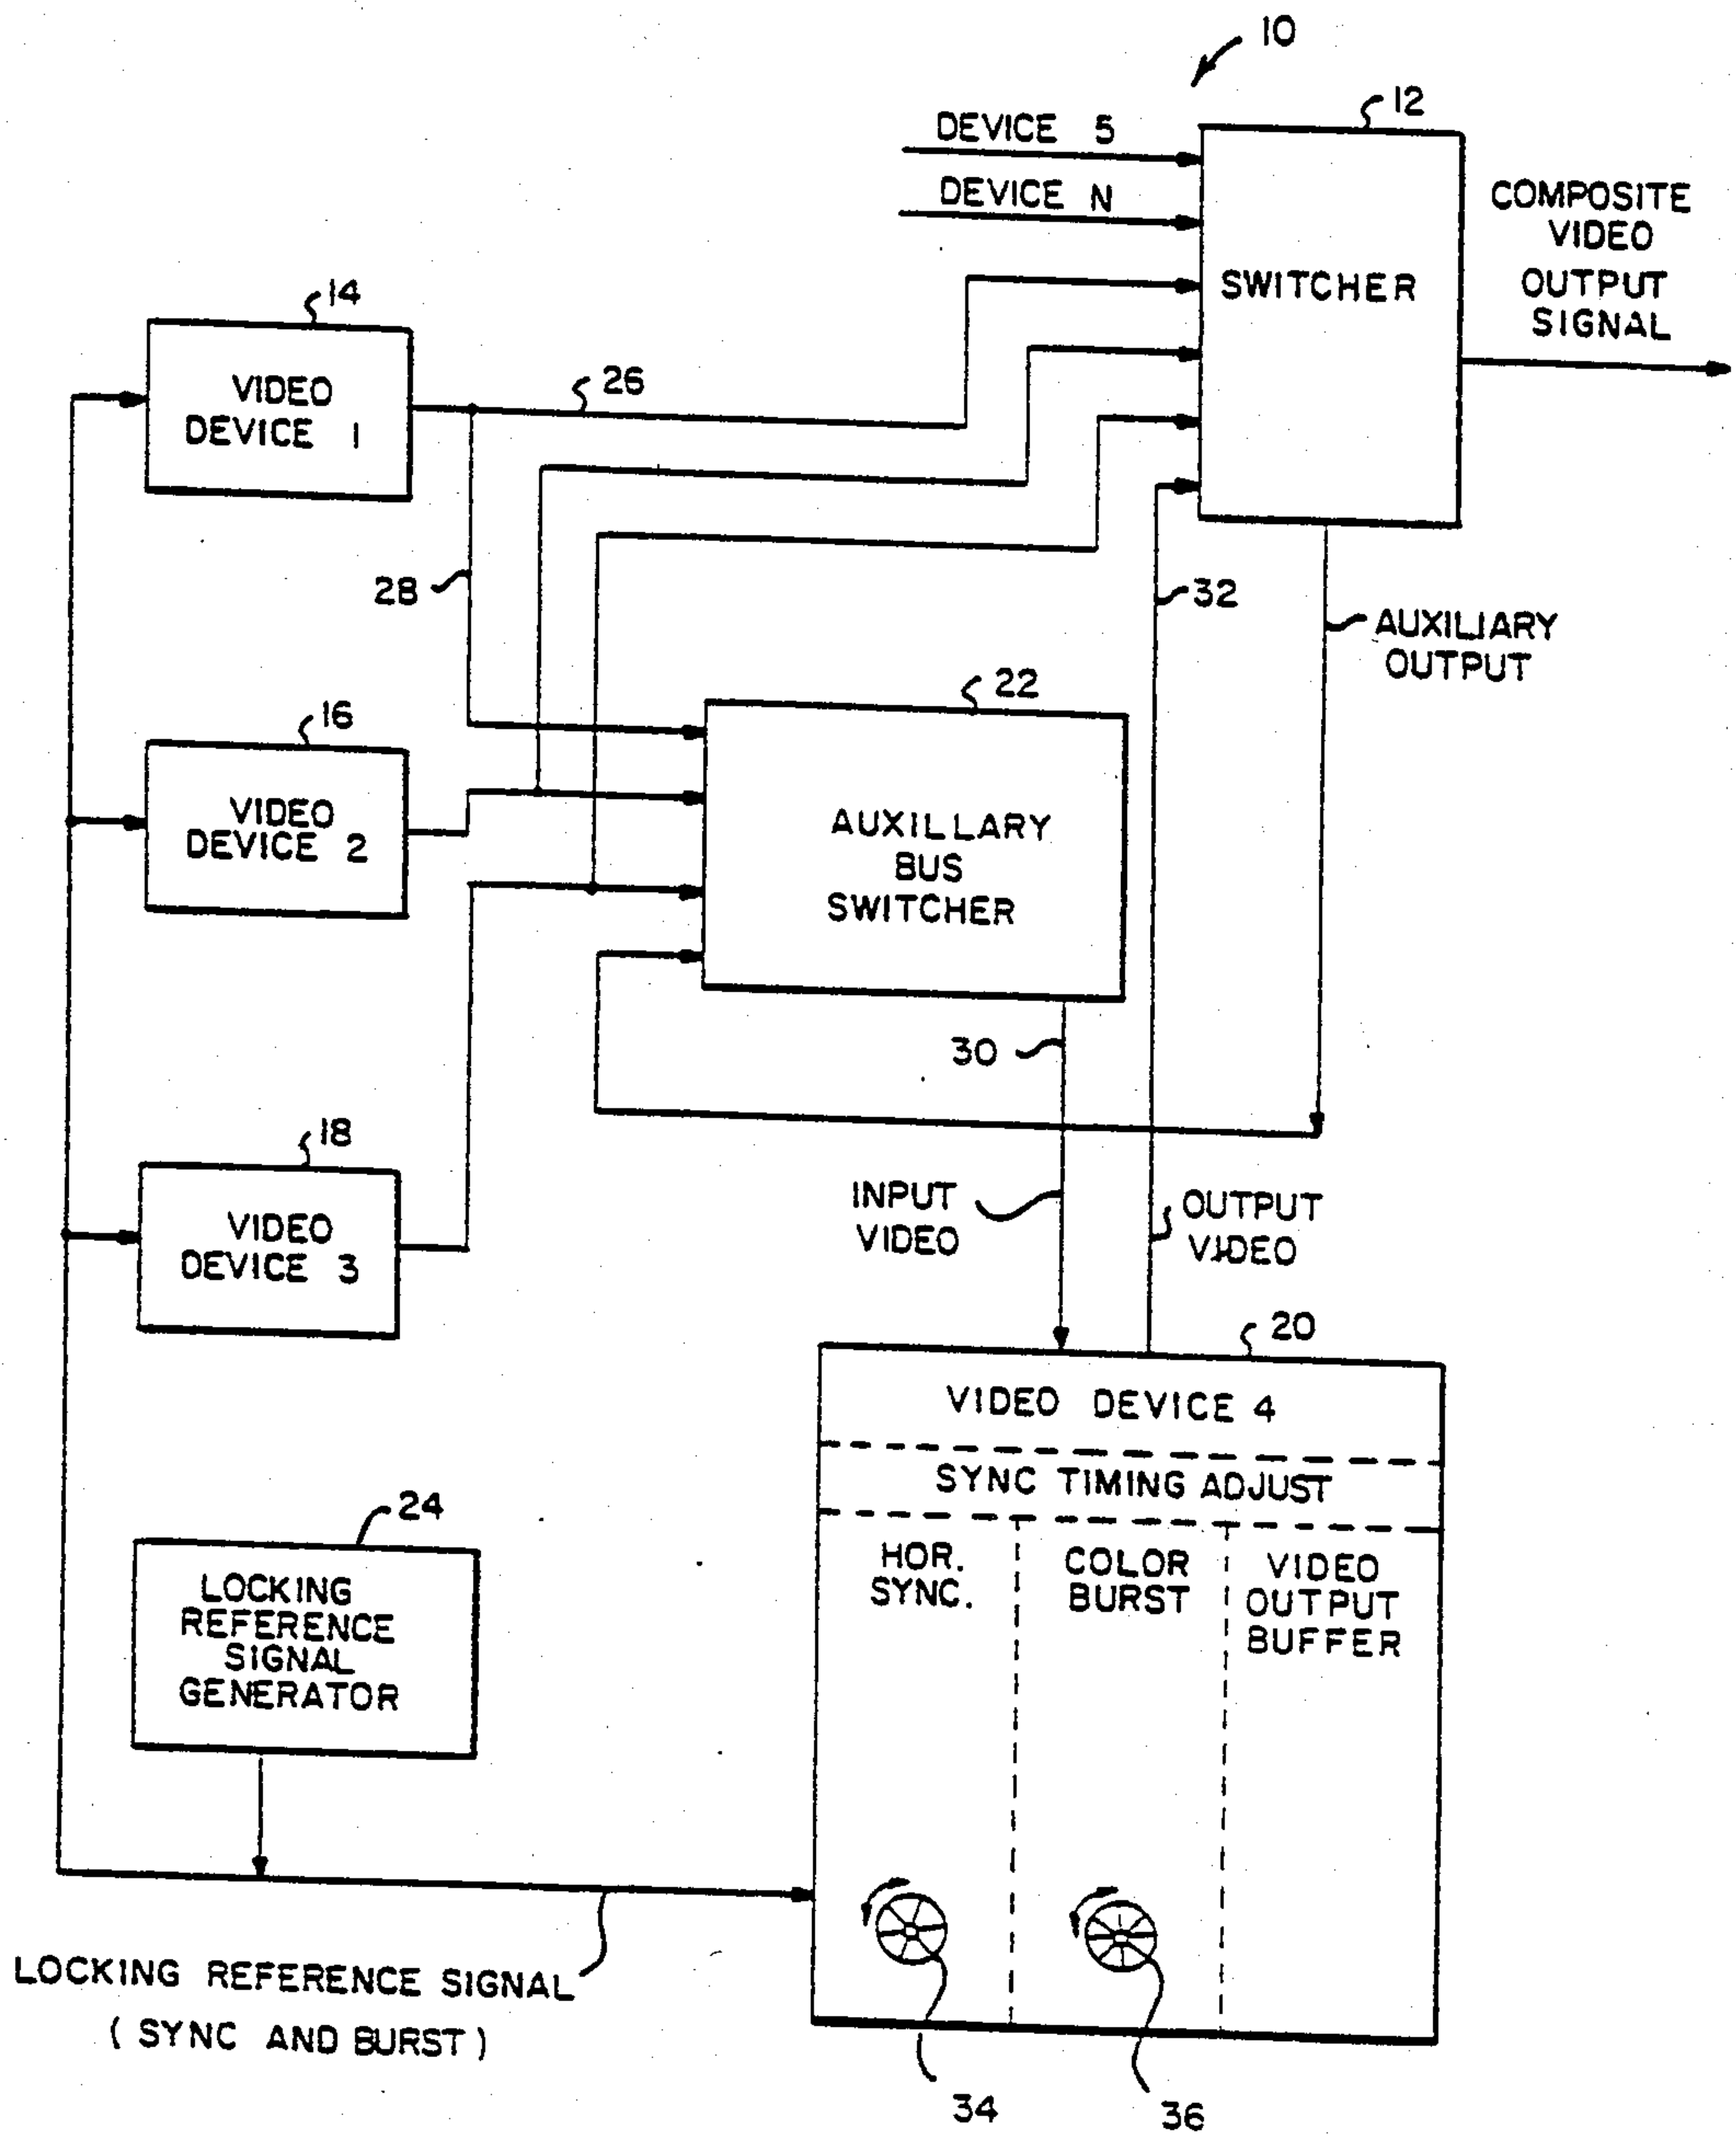 10
12
DEVICE 5
DEVICE N
SWITCHER
COMPOSITE
VIDEO
OUTPUT
SIGNAL
14
VIDEO
DEVICE 1
26
28
32
AUXILIARY
OUTPUT
16
VIDEO
DEVICE 2
22
AUXILLARY
BUS
SWITCHER
30
18
VIDEO
DEVICE 3
INPUT
VIDEO
OUTPUT
VIDEO
20
VIDEO DEVICE 4
SYNC TIMING ADJUST
HOR.
SYNC.
COLOR
BURST
VIDEO
OUTPUT
BUFFER
24
LOCKING
REFERENCE
SIGNAL
GENERATOR
LOCKING REFERENCE SIGNAL
( SYNC AND BURST )
34
36